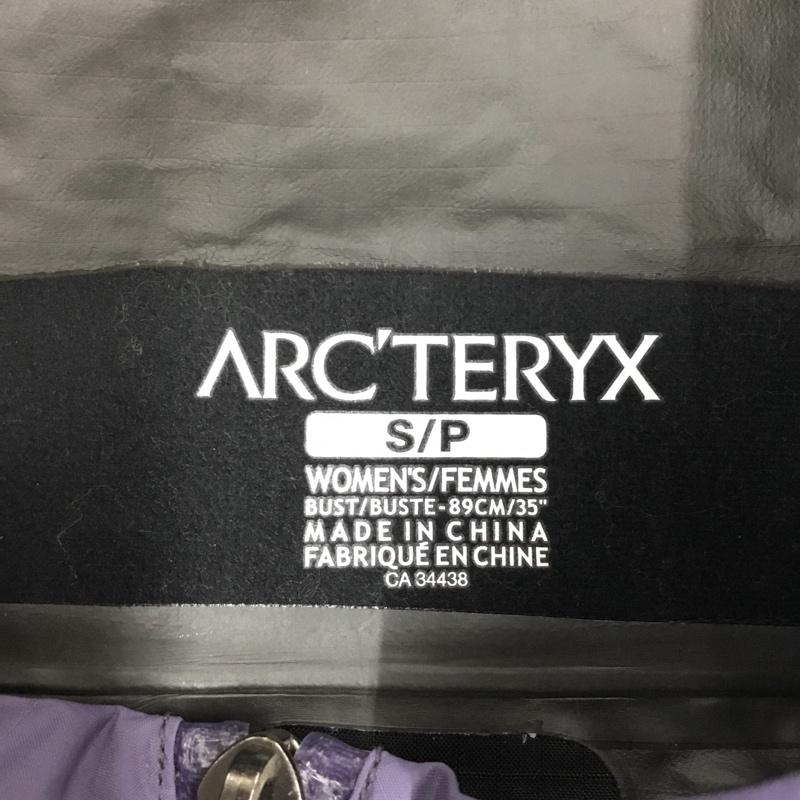 ARC'TERYX
S/P
WOMEN'S/FEMMES
BUST/BUSTE-89CM/35"
MADE IN CHINA
FABRIQUÉ EN CHINE
CA 34438